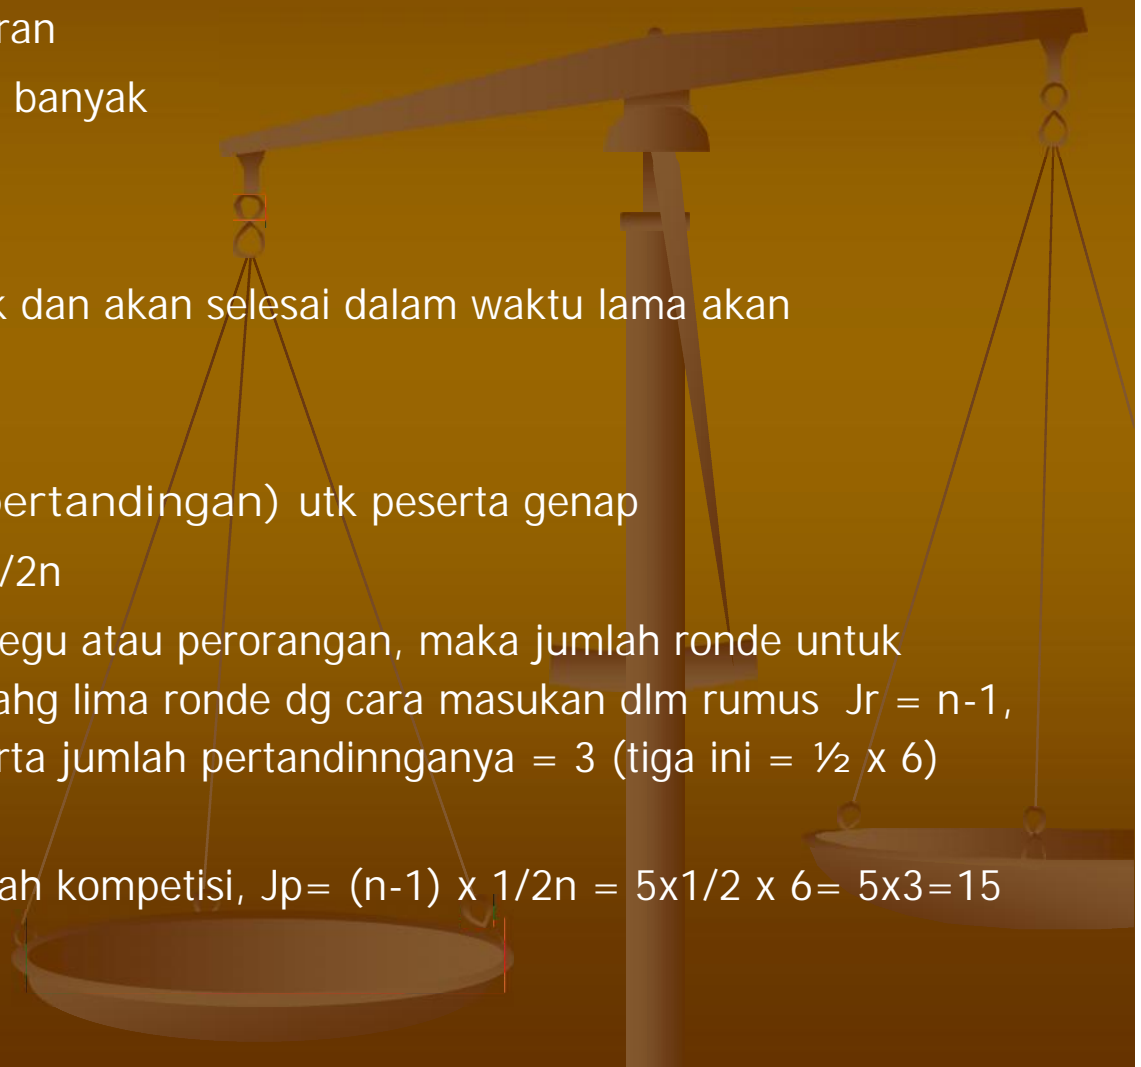 ran
banyak
k dan akan selesai dalam waktu lama akan
pertandingan) utk peserta genap
/2n
egu atau perorangan, maka jumlah ronde untuk
ahg lima ronde dg cara masukan dlm rumus Jr = n-1,
rta jumlah pertandinnganya = 3 (tiga ini = ½ x 6)
ah kompetisi, Jp= (n-1) x 1/2n = 5x1/2 x 6= 5x3=15